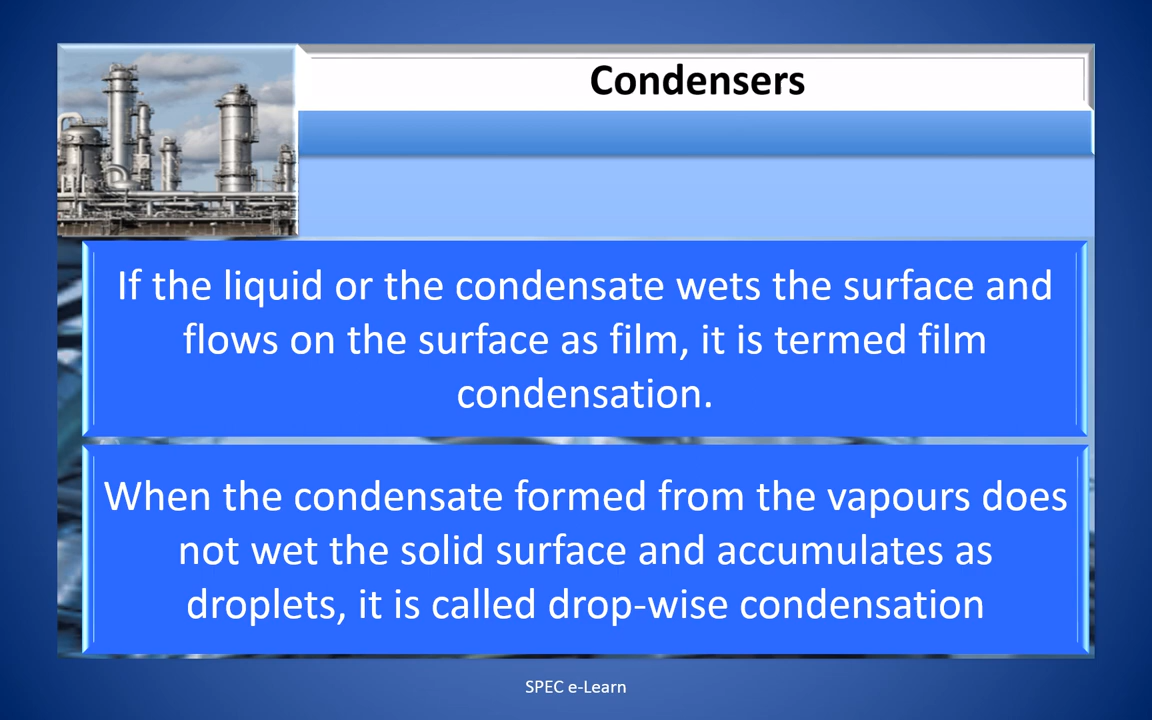 Condensers
If the liquid or the condensate wets the surface and
flows on the surface as film, it is termed film
condensation.
When the condensate formed from the vapours does
not wet the solid surface and accumulates as
droplets, it is called drop-wise condensation
SPEC e-Learn